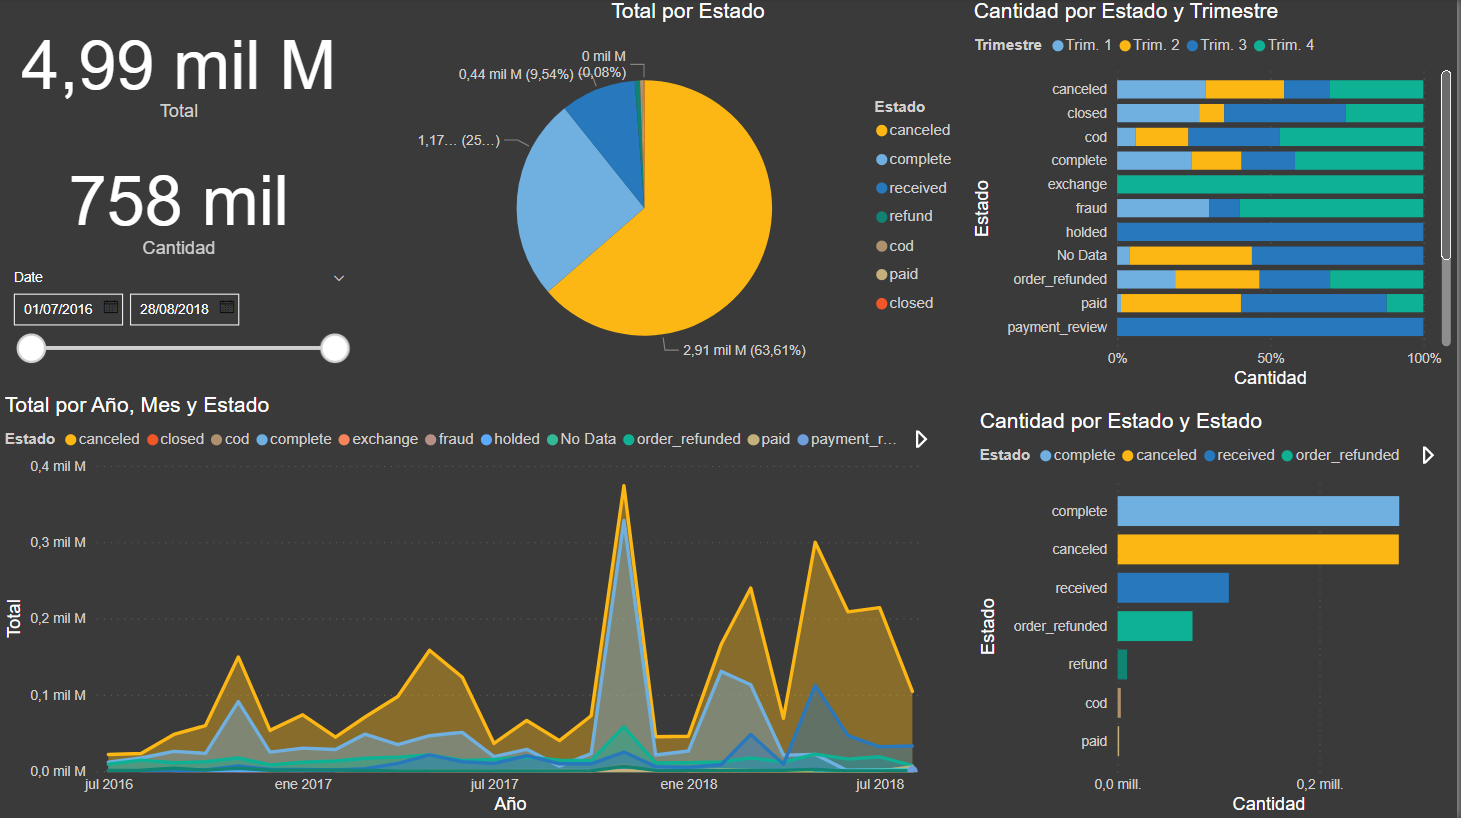 4,99 mil M
Total
758 mil
Cantidad
Date
01/07/2016 28/08/2018
Total por Estado
0 mil M
(0,08%)
0,44 mil M (9,54%)
1,17... (25...)
2,91 mil M (63,61%)
Estado
canceled
complete
received
refund
cod
paid
closed
Cantidad por Estado y Trimestre
Trimestre Trim. 1 Trim. 2 Trim. 3 Trim. 4
Estado
canceled
closed
cod
complete
exchange
fraud
holded
No Data
order_refunded
paid
payment_review
0% 50% 100%
Cantidad
Total por Año, Mes y Estado
Estado canceled closed cod complete exchange fraud holded No Data order_refunded paid payment_r...
Total
0,4 mil M
0,3 mil M
0,2 mil M
0,1 mil M
0,0 mil M
jul 2016 ene 2017 jul 2017 ene 2018 jul 2018
Año
Cantidad por Estado y Estado
Estado complete canceled received order_refunded
Estado
complete
canceled
received
order_refunded
refund
cod
paid
0,0 mill. 0,2 mill.
Cantidad